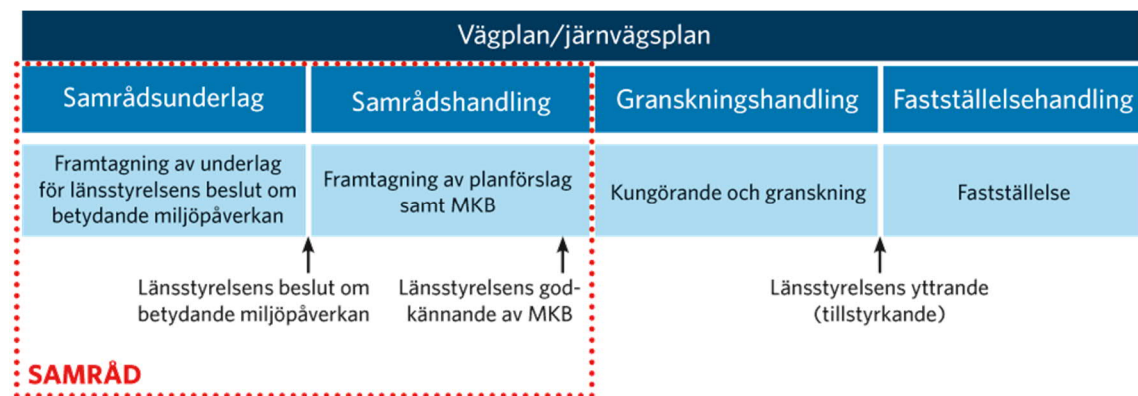 Vägplan/järnvägsplan
Samrådsunderlag
Samrådshandling
Granskningshandling
Fastställelsehandling
Framtagning av underlag
för länsstyrelsens beslut om
betydande miljöpåverkan
Framtagning av planförslag
samt MKB
Kungörande och granskning
Fastställelse
Länsstyrelsens beslut om
betydande miljöpåverkan
Länsstyrelsens god-
kännande av MKB
Länsstyrelsens yttrande
(tillstyrkande)
SAMRÅD